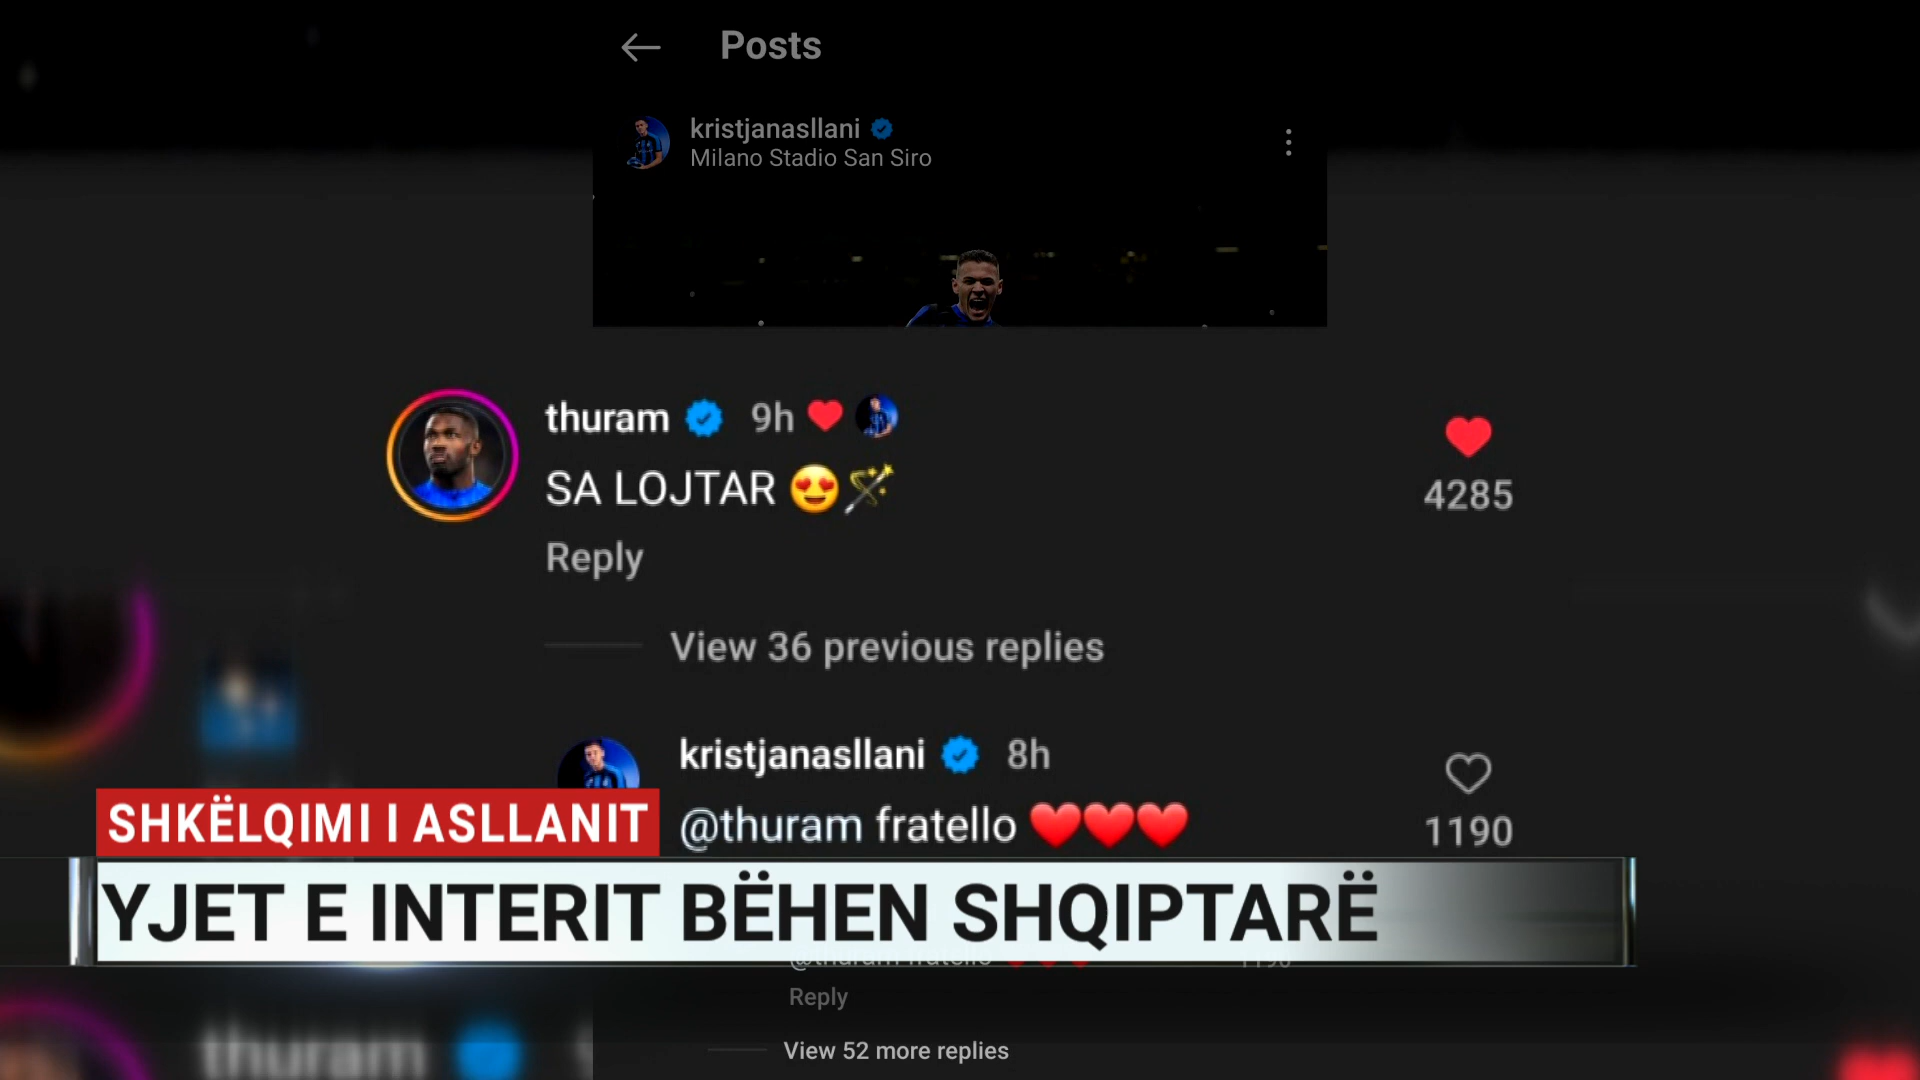 Posts
kristjanasllani
Milano Stadio San Siro
thuram 9h
SA LOJTAR 😍🪄
4285
Reply
View 36 previous replies
kristjanasllani 8h
@thuram fratello ❤️❤️❤️
1190
SHKËLQIMI I ASLLANIT
YJET E INTERIT BËHEN SHQIPTARË
Reply
View 52 more replies
thuram